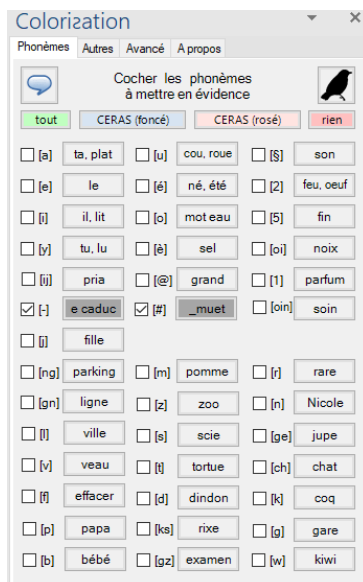 Colorization
Phonèmes Autres Avancé A propos
Cocher les phonèmes
à mettre en évidence
tout CERAS (foncé) CERAS (rosé) rien
[a] ta, plat [u] cou, roue [§] son
[e] le [é] né, été [2] feu, oeuf
[i] il, lit [o] mot eau [5] fin
[y] tu, lu [è] sel [oi] noix
[ij] pria [@] grand [1] parfum
[-] e caduc [#] _muet [oin] soin
[j] fille
[ng] parking [m] pomme [r] rare
[gn] ligne [z] zoo [n] Nicole
[l] ville [s] scie [ge] jupe
[v] veau [t] tortue [ch] chat
[f] effacer [d] dindon [k] coq
[p] papa [ks] rixe [g] gare
[b] bébé [gz] examen [w] kiwi